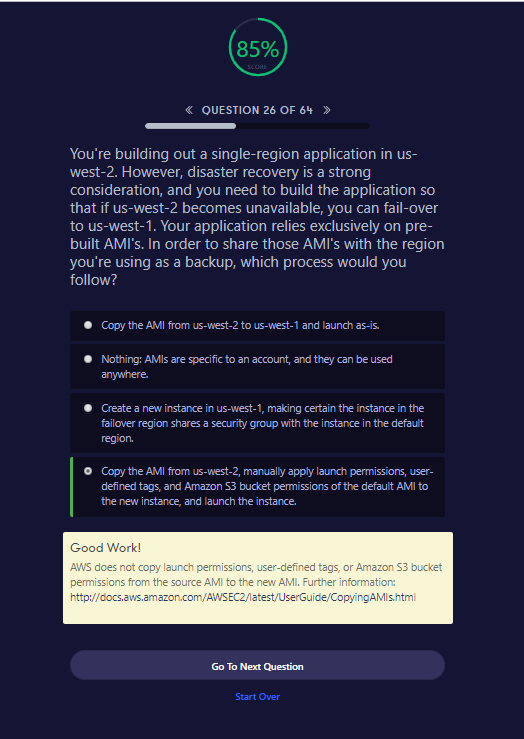 85%
SCORE
« QUESTION 26 OF 64 »
You're building out a single-region application in us-
west-2. However, disaster recovery is a strong
consideration, and you need to build the application so
that if us-west-2 becomes unavailable, you can fail-over
to us-west-1. Your application relies exclusively on pre-
built AMI's. In order to share those AMI's with the region
you're using as a backup, which process would you
follow?
Copy the AMI from us-west-2 to us-west-1 and launch as-is.
Nothing: AMIs are specific to an account, and they can be used
anywhere.
Create a new instance in us-west-1, making certain the instance in the
failover region shares a security group with the instance in the default
region.
Copy the AMI from us-west-2, manually apply launch permissions, user-
defined tags, and Amazon S3 bucket permissions of the default AMI to
the new instance, and launch the instance.
Good Work!
AWS does not copy launch permissions, user-defined tags, or Amazon S3 bucket
permissions from the source AMI to the new AMI. Further information:
http://docs.aws.amazon.com/AWSEC2/latest/UserGuide/CopyingAMIs.html
Go To Next Question
Start Over